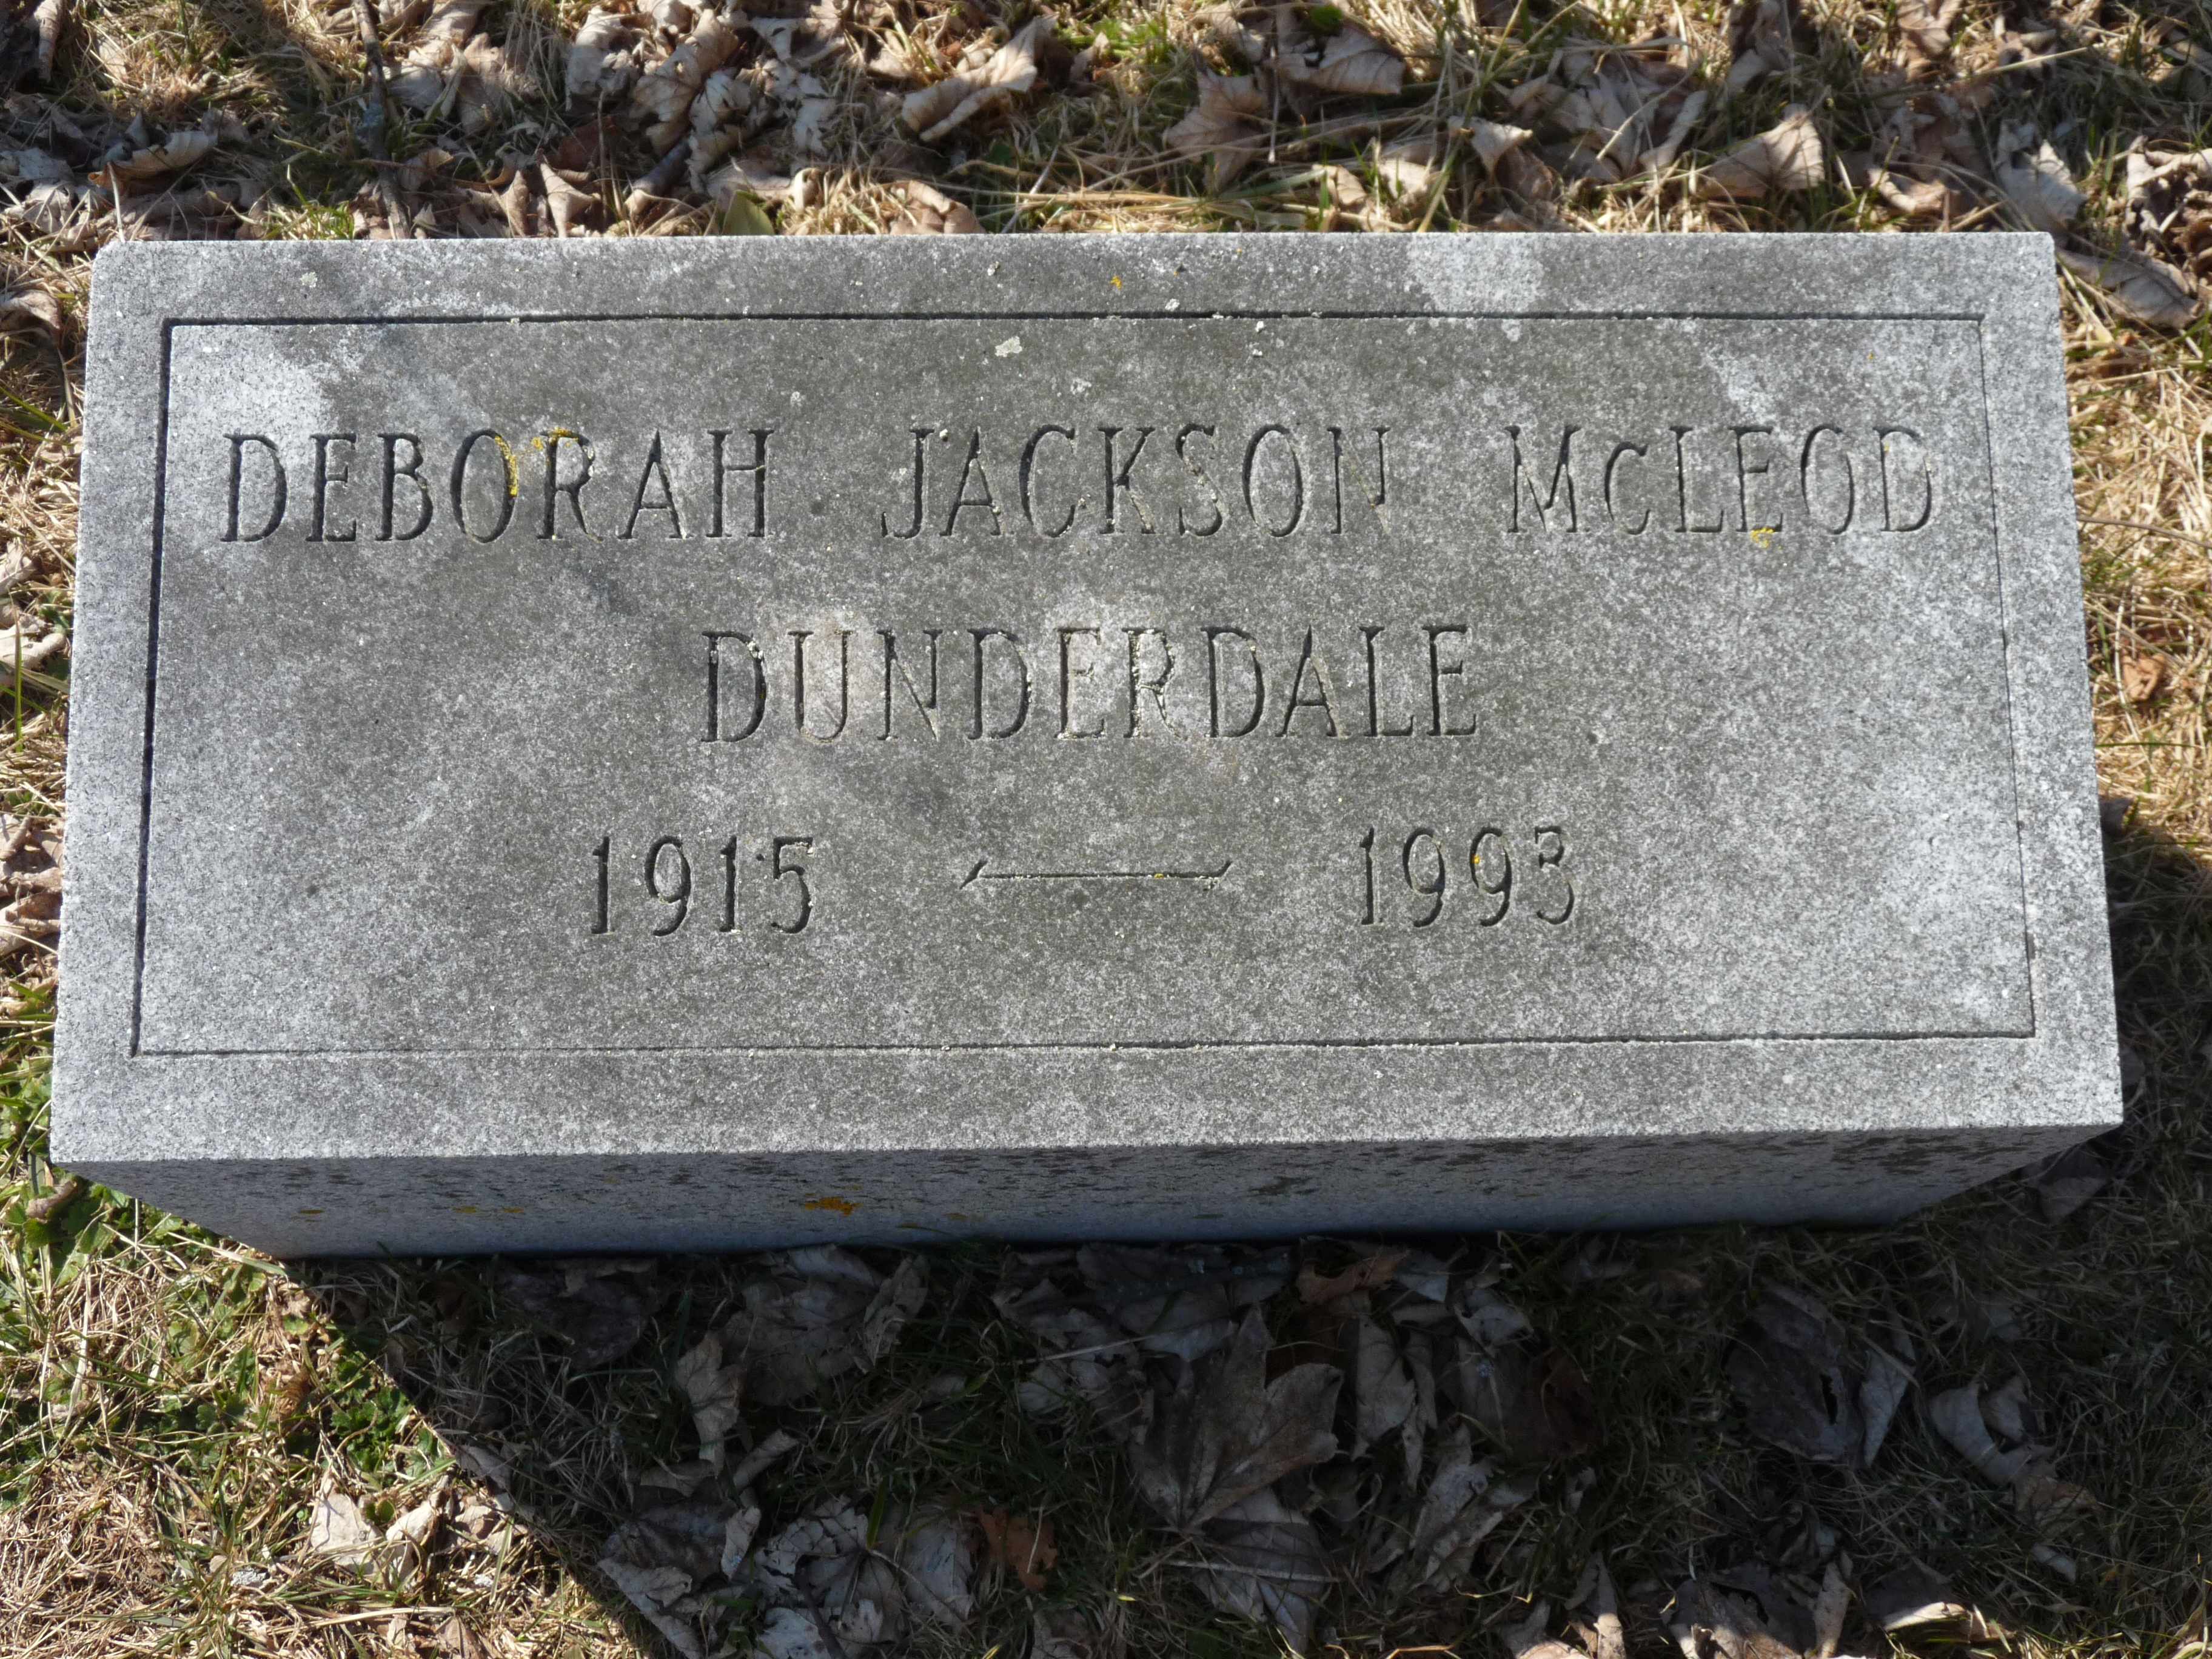 DEBORAH JACKSON McLEOD
DUNDERDALE
1915 — 1993